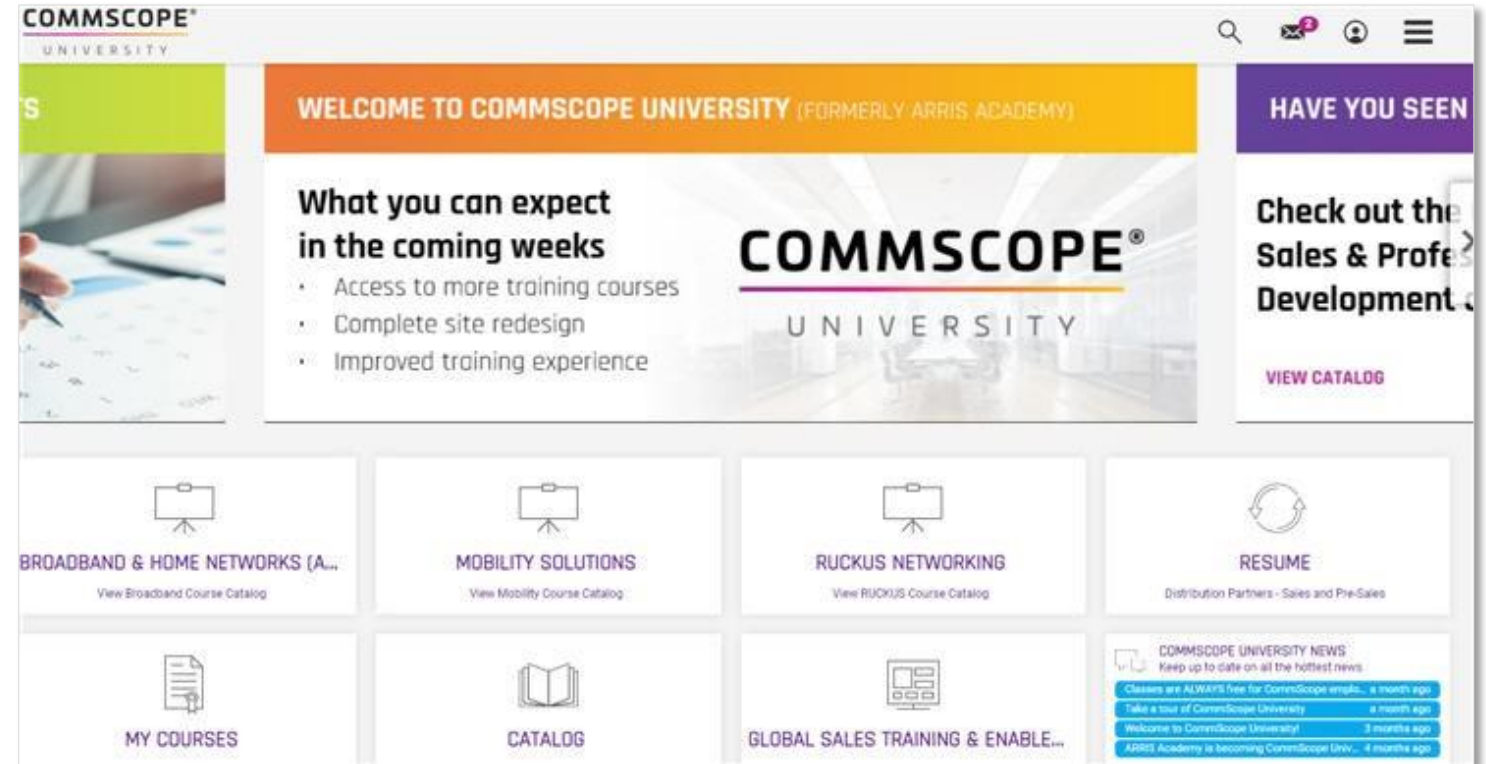 COMMSCOPE®
UNIVERSITY
2
S
WELCOME TO COMMSCOPE UNIVERSITY (FORMERLY ARRIS ACADEMY)
HAVE YOU SEEN
What you can expect
in the coming weeks
· Access to more training courses
· Complete site redesign
· Improved training experience
COMMSCOPE®
UNIVERSITY
Check out the
Sales & Profes
Development
VIEW CATALOG
BROADBAND & HOME NETWORKS (A...
View Broadband Course Catalog
MOBILITY SOLUTIONS
View Mobility Course Catalog
RUCKUS NETWORKING
View RUCKUS Course Catalog
RESUME
Distribution Partners - Sales and Pre-Sales
MY COURSES
CATALOG
GLOBAL SALES TRAINING & ENABLE...
COMMSCOPE UNIVERSITY NEWS
Keep up to date on all the hottest news
Classes are ALWAYS free for CommScope emplo... a month ago
Take a tour of CommScope University a month ago
Welcome to CommScope University! 3 months ago
ARRIS Academy is becoming CommScope Univ... 4 months ago